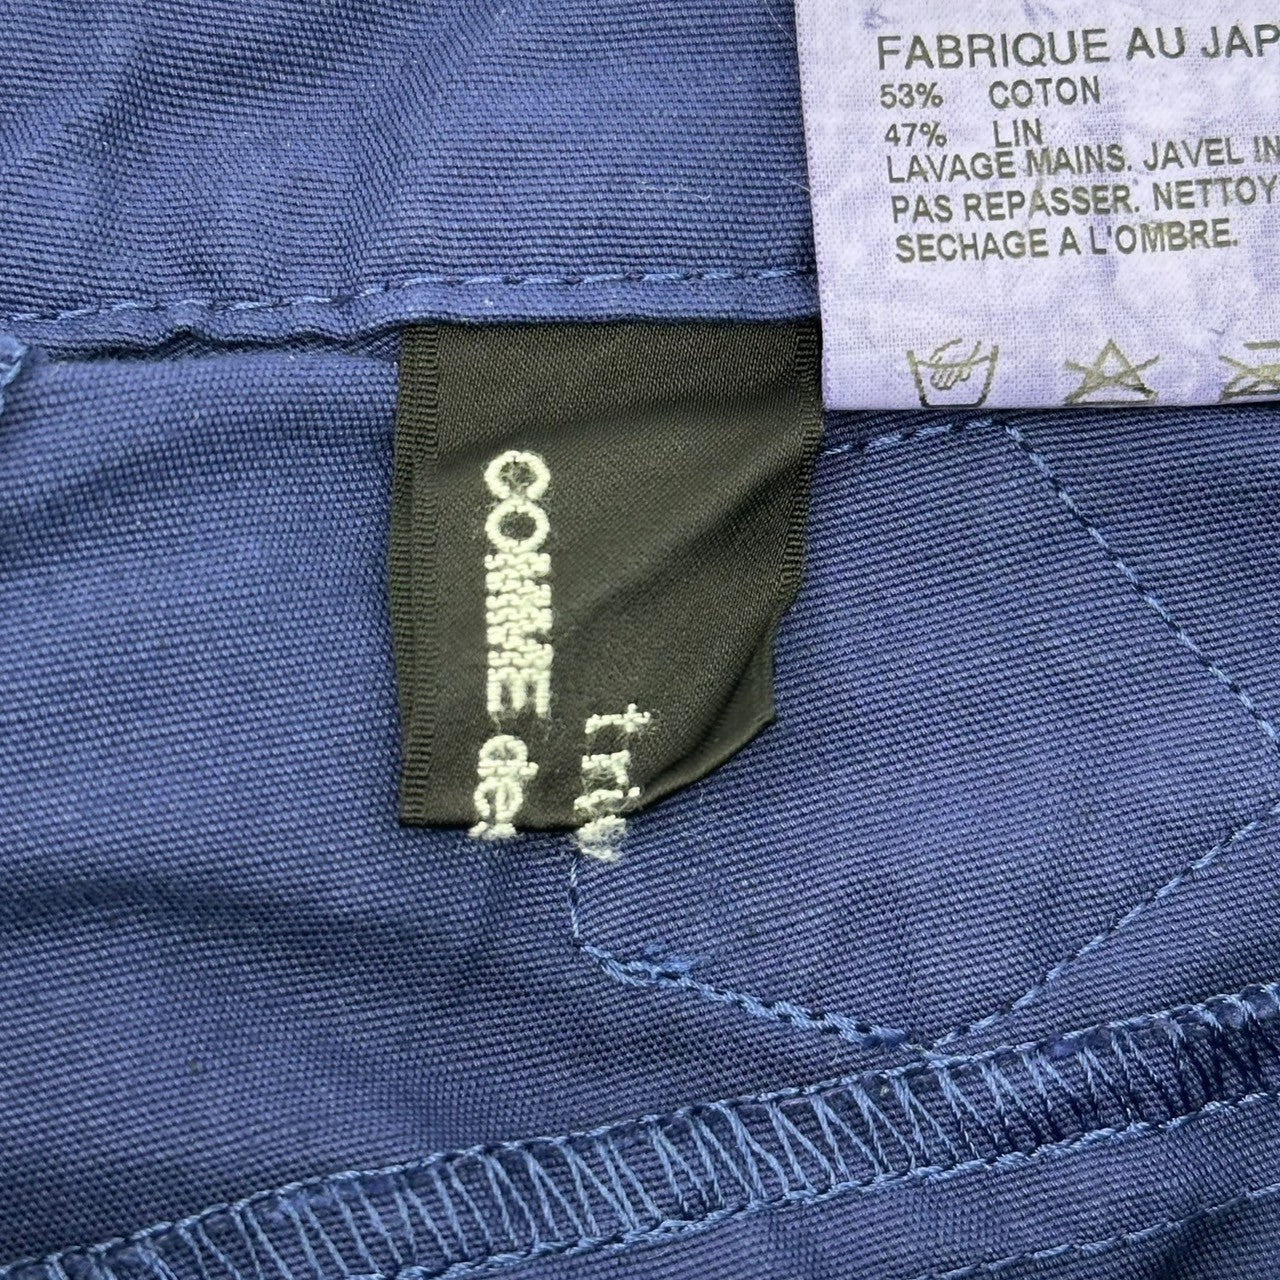 FABRIQUE AU JAP
53% COTON
47% LIN
LAVAGE MAINS. JAVEL IN
PAS REPASSER. NETTOY
SECHAGE A L'OMBRE.
COMME des
tric